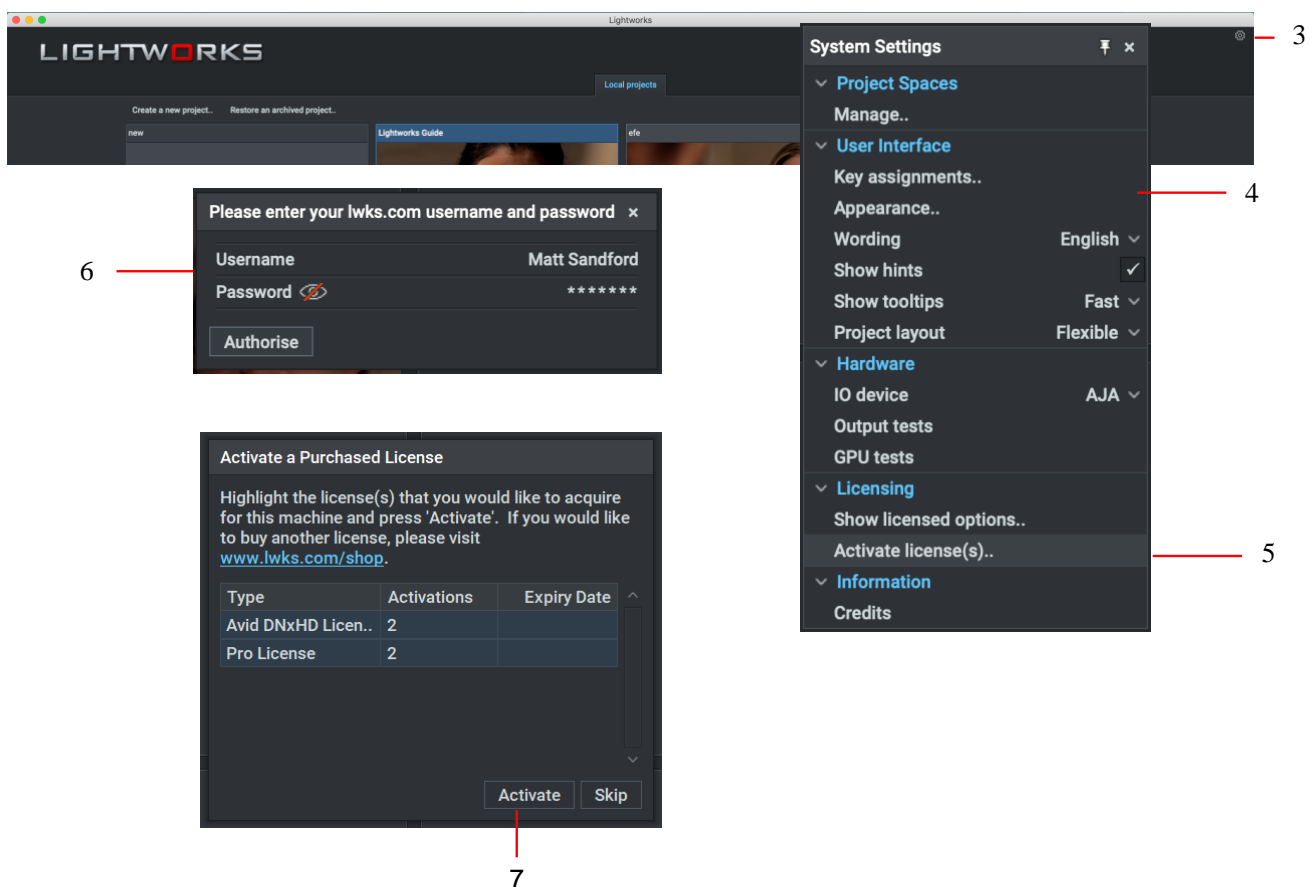 Lightworks
LIGHTWORKS
3
Local projects
Create a new project.. Restore an archived project..
new Lightworks Guide efe
System Settings ×
Project Spaces
Manage..
User Interface
Key assignments..
4
Appearance..
Wording English
Show hints ✓
Show tooltips Fast
Project layout Flexible
Hardware
IO device AJA
Output tests
GPU tests
Licensing
Show licensed options..
Activate license(s)..
5
Information
Credits
Please enter your lwks.com username and password ×
6
Username Matt Sandford
Password *******
Authorise
Activate a Purchased License
Highlight the license(s) that you would like to acquire
for this machine and press 'Activate'. If you would like
to buy another license, please visit
www.lwks.com/shop.
Type Activations Expiry Date
Avid DNxHD Licen.. 2
Pro License 2
Activate Skip
7